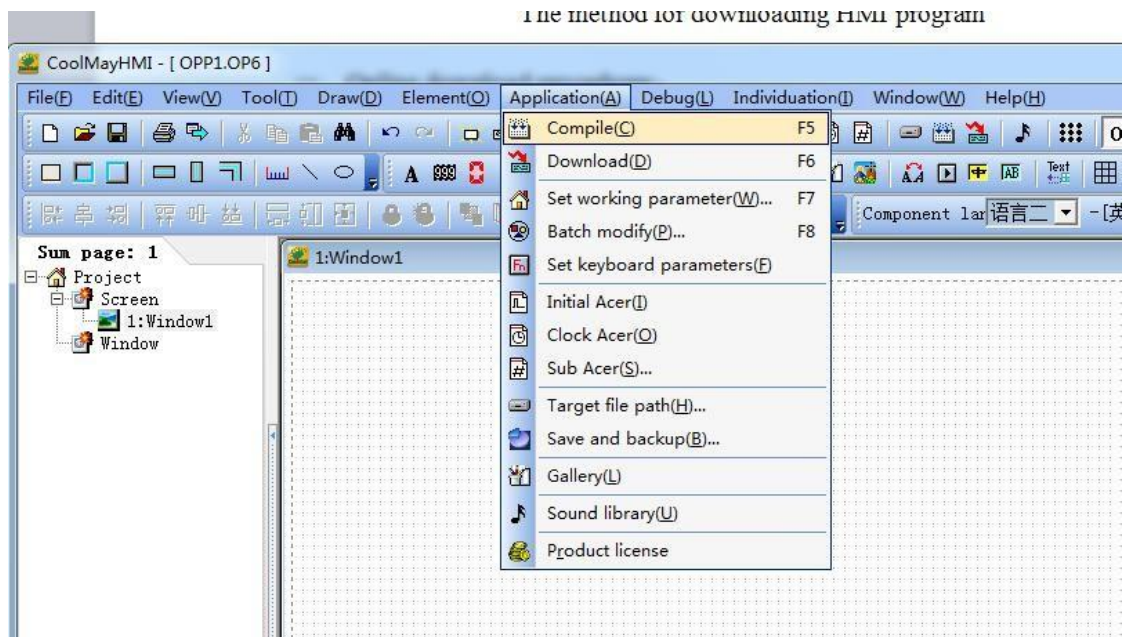 The method for downloading HMI program
CoolMayHMI - [ OPP1.OP6 ]
File(F) Edit(E) View(V) Tool(T) Draw(D) Element(O) Application(A) Debug(L) Individuation(I) Window(W) Help(H)
Compile(C) F5
Download(D) F6
Set working parameter(W)... F7
Batch modify(P)... F8
Set keyboard parameters(F)
Initial Acer(I)
Clock Acer(O)
Sub Acer(S)...
Target file path(H)...
Save and backup(B)...
Gallery(L)
Sound library(U)
Product license
A
AB
Text
Component lar 语言二 -[英
Sum page: 1
Project
Screen
1:Window1
Window
1:Window1